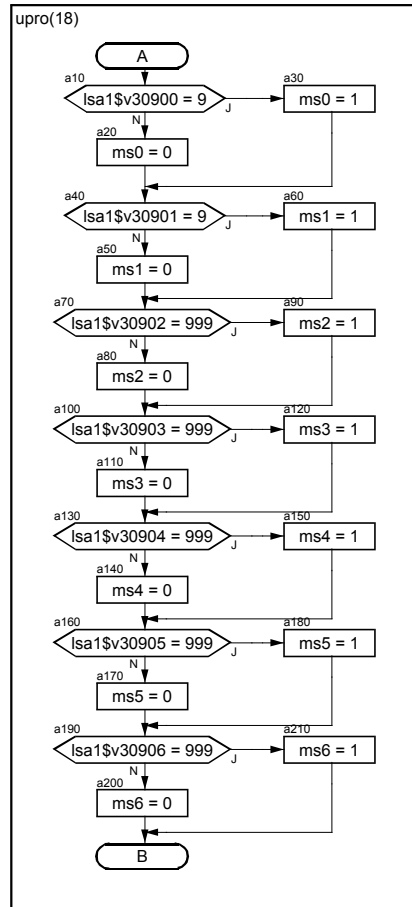 upro(18)
A
a10
lsa1$v30900 = 9
J
N
a30
ms0 = 1
a20
ms0 = 0
a40
lsa1$v30901 = 9
J
N
a60
ms1 = 1
a50
ms1 = 0
a70
lsa1$v30902 = 999
J
N
a90
ms2 = 1
a80
ms2 = 0
a100
lsa1$v30903 = 999
J
N
a120
ms3 = 1
a110
ms3 = 0
a130
lsa1$v30904 = 999
J
N
a150
ms4 = 1
a140
ms4 = 0
a160
lsa1$v30905 = 999
J
N
a180
ms5 = 1
a170
ms5 = 0
a190
lsa1$v30906 = 999
J
N
a210
ms6 = 1
a200
ms6 = 0
B